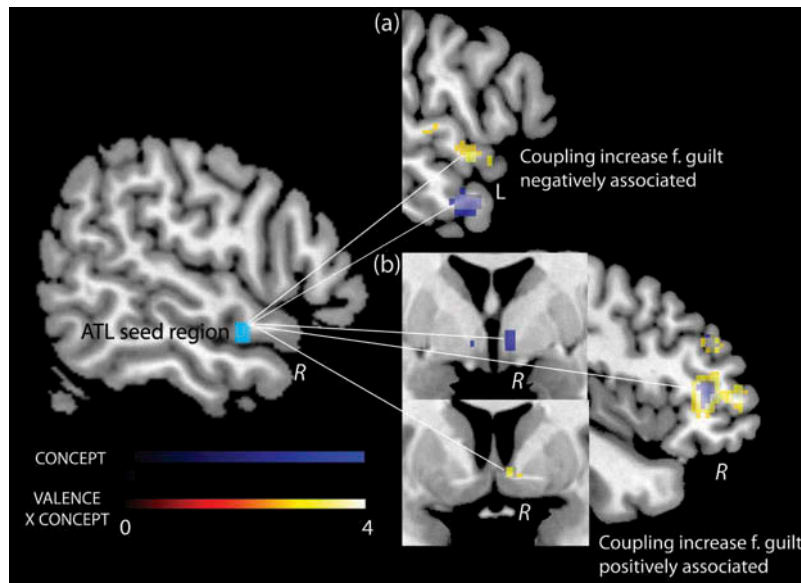 (a)
Coupling increase f. guilt
negatively associated
L
(b)
ATL seed region
R
R
R
R
CONCEPT
VALENCE
X CONCEPT
0
4
Coupling increase f. guilt
positively associated